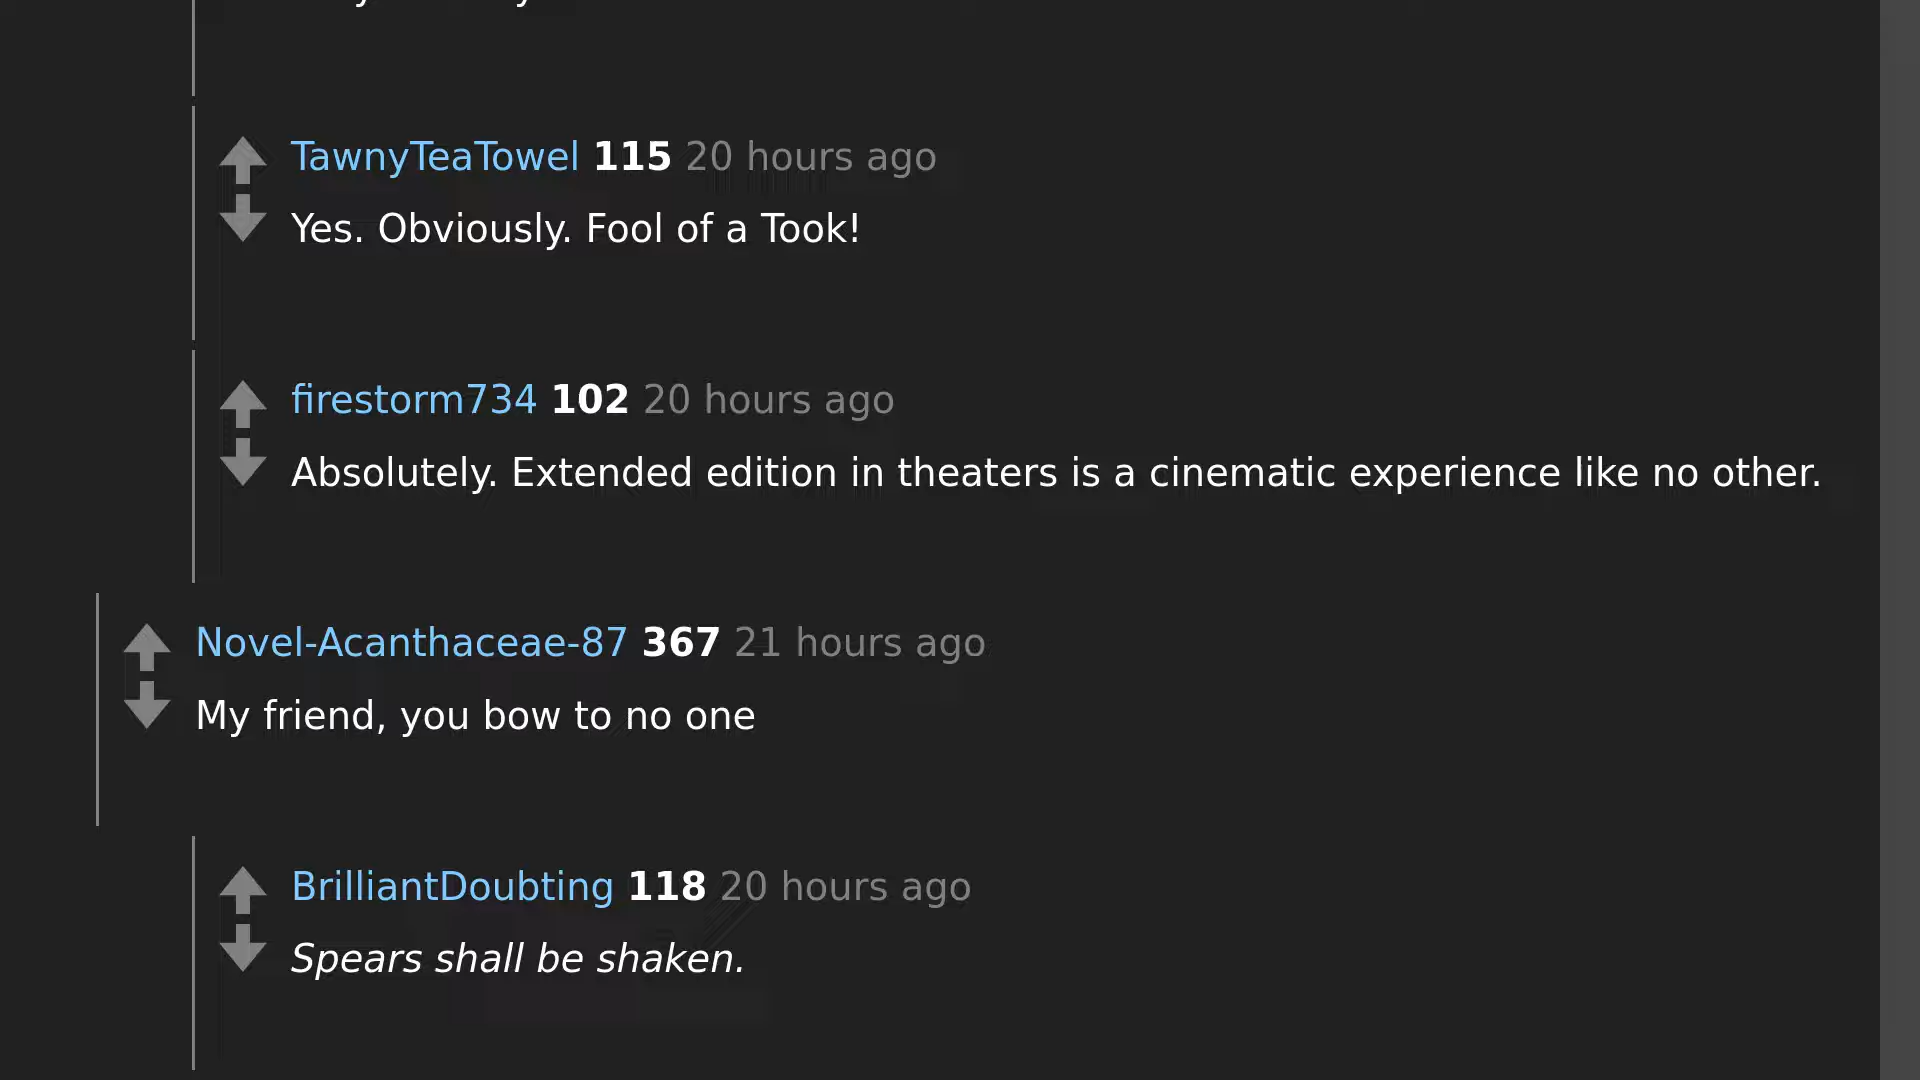 TawnyTeaTowel 115 20 hours ago
Yes. Obviously. Fool of a Took!
firestorm734 102 20 hours ago
Absolutely. Extended edition in theaters is a cinematic experience like no other.
Novel-Acanthaceae-87 367 21 hours ago
My friend, you bow to no one
BrilliantDoubting 118 20 hours ago
Spears shall be shaken.